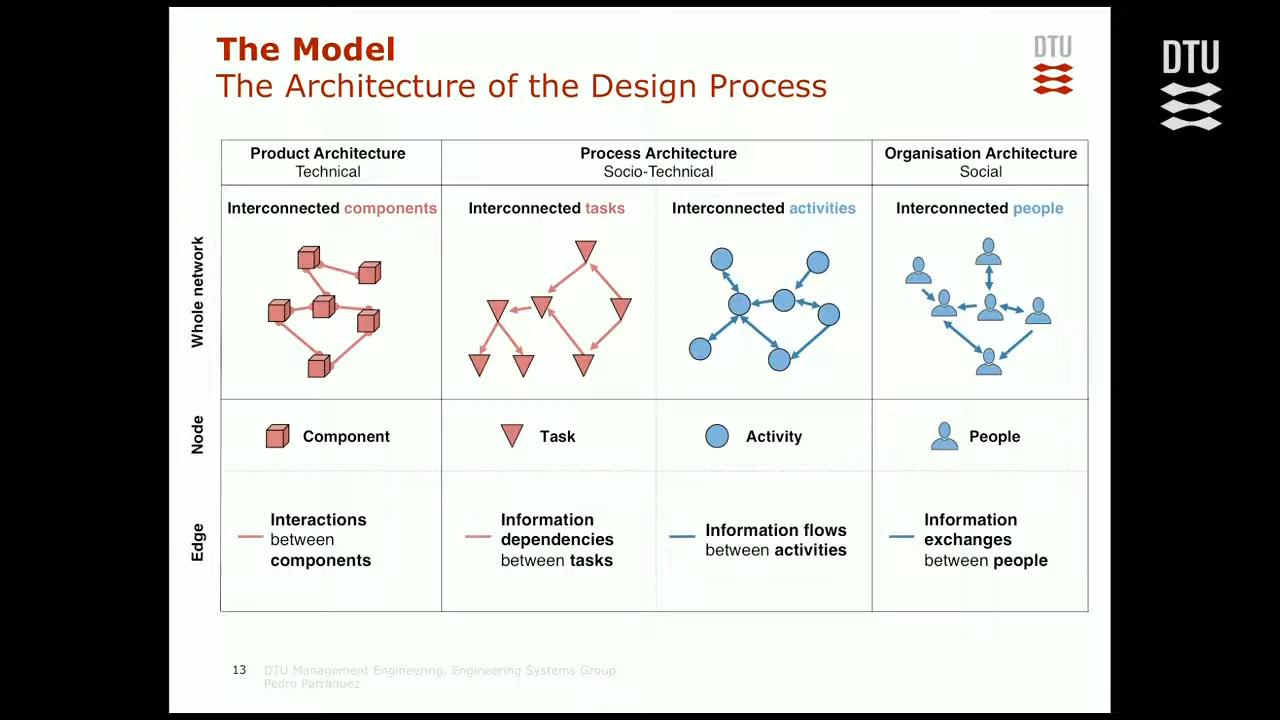 The Model
The Architecture of the Design Process
DTU
DTU
Product Architecture
Technical
Process Architecture
Socio-Technical
Organisation Architecture
Social
Whole network
Interconnected components
Interconnected tasks
Interconnected activities
Interconnected people
Node
Component
Task
Activity
People
Edge
Interactions
between
components
Information
dependencies
between tasks
Information flows
between activities
Information
exchanges
between people
13
DTU Management Engineering, Engineering Systems Group
Pedro Parraguez